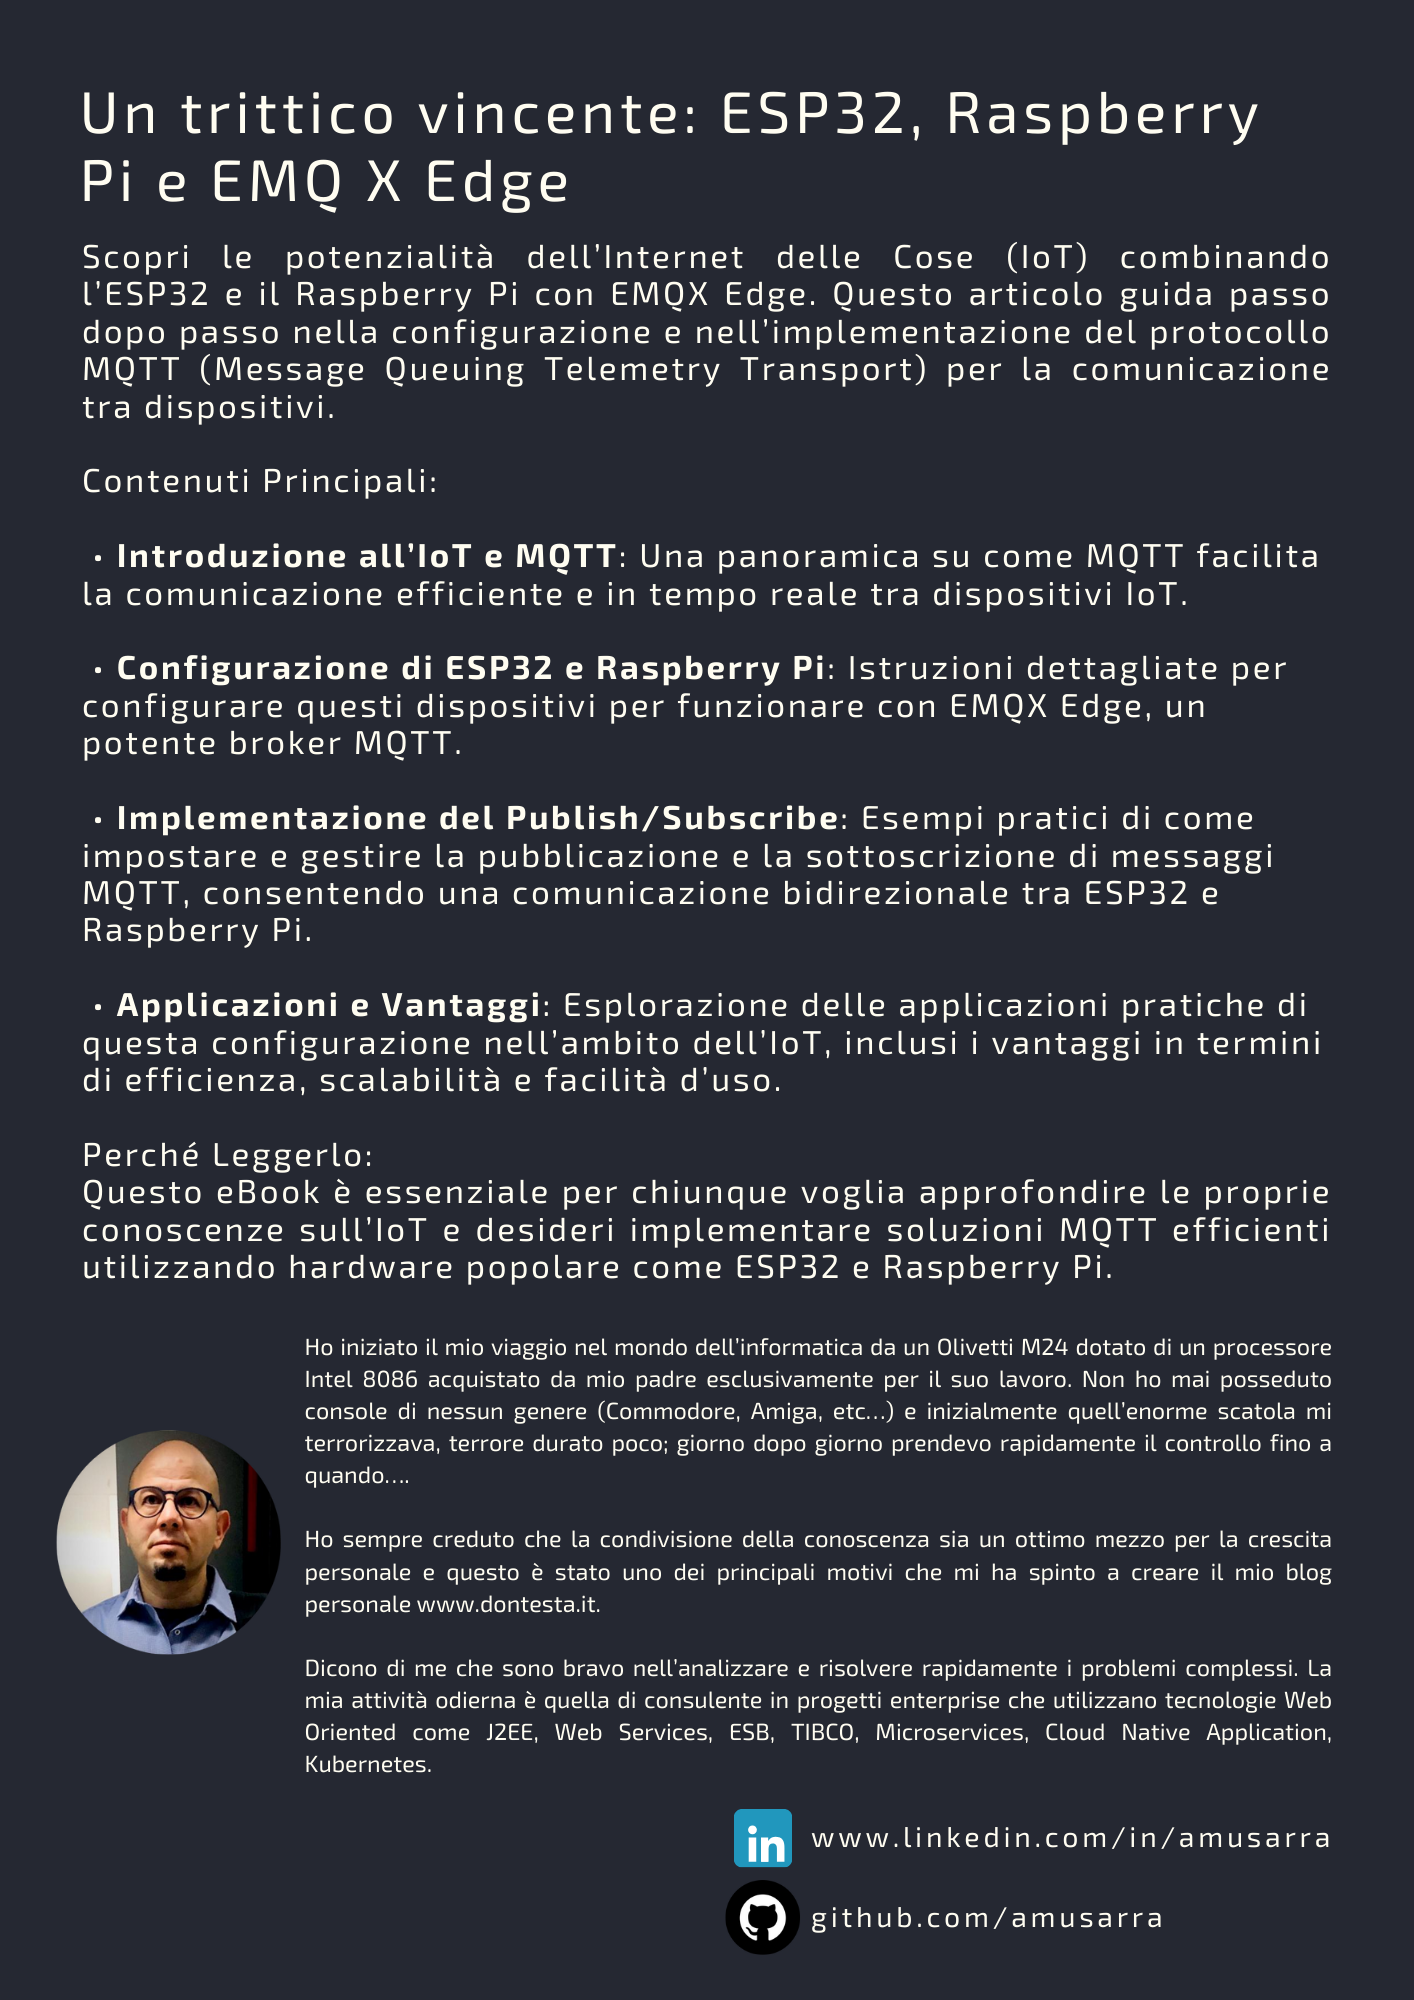 Un trittico vincente: ESP32, Raspberry
Pi e EMQ X Edge
Scopri le potenzialità dell’Internet delle Cose (IoT) combinando
l’ESP32 e il Raspberry Pi con EMQX Edge. Questo articolo guida passo
dopo passo nella configurazione e nell’implementazione del protocollo
MQTT (Message Queuing Telemetry Transport) per la comunicazione
tra dispositivi.
Contenuti Principali:
• Introduzione all’IoT e MQTT: Una panoramica su come MQTT facilita
la comunicazione efficiente e in tempo reale tra dispositivi IoT.
• Configurazione di ESP32 e Raspberry Pi: Istruzioni dettagliate per
configurare questi dispositivi per funzionare con EMQX Edge, un
potente broker MQTT.
• Implementazione del Publish/Subscribe: Esempi pratici di come
impostare e gestire la pubblicazione e la sottoscrizione di messaggi
MQTT, consentendo una comunicazione bidirezionale tra ESP32 e
Raspberry Pi.
• Applicazioni e Vantaggi: Esplorazione delle applicazioni pratiche di
questa configurazione nell’ambito dell’IoT, inclusi i vantaggi in termini
di efficienza, scalabilità e facilità d’uso.
Perché Leggerlo:
Questo eBook è essenziale per chiunque voglia approfondire le proprie
conoscenze sull’IoT e desideri implementare soluzioni MQTT efficienti
utilizzando hardware popolare come ESP32 e Raspberry Pi.
Ho iniziato il mio viaggio nel mondo dell’informatica da un Olivetti M24 dotato di un processore
Intel 8086 acquistato da mio padre esclusivamente per il suo lavoro. Non ho mai posseduto
console di nessun genere (Commodore, Amiga, etc…) e inizialmente quell’enorme scatola mi
terrorizzava, terrore durato poco; giorno dopo giorno prendevo rapidamente il controllo fino a
quando….
Ho sempre creduto che la condivisione della conoscenza sia un ottimo mezzo per la crescita
personale e questo è stato uno dei principali motivi che mi ha spinto a creare il mio blog
personale www.dontesta.it.
Dicono di me che sono bravo nell’analizzare e risolvere rapidamente i problemi complessi. La
mia attività odierna è quella di consulente in progetti enterprise che utilizzano tecnologie Web
Oriented come J2EE, Web Services, ESB, TIBCO, Microservices, Cloud Native Application,
Kubernetes.
in www.linkedin.com/in/amusarra
github.com/amusarra